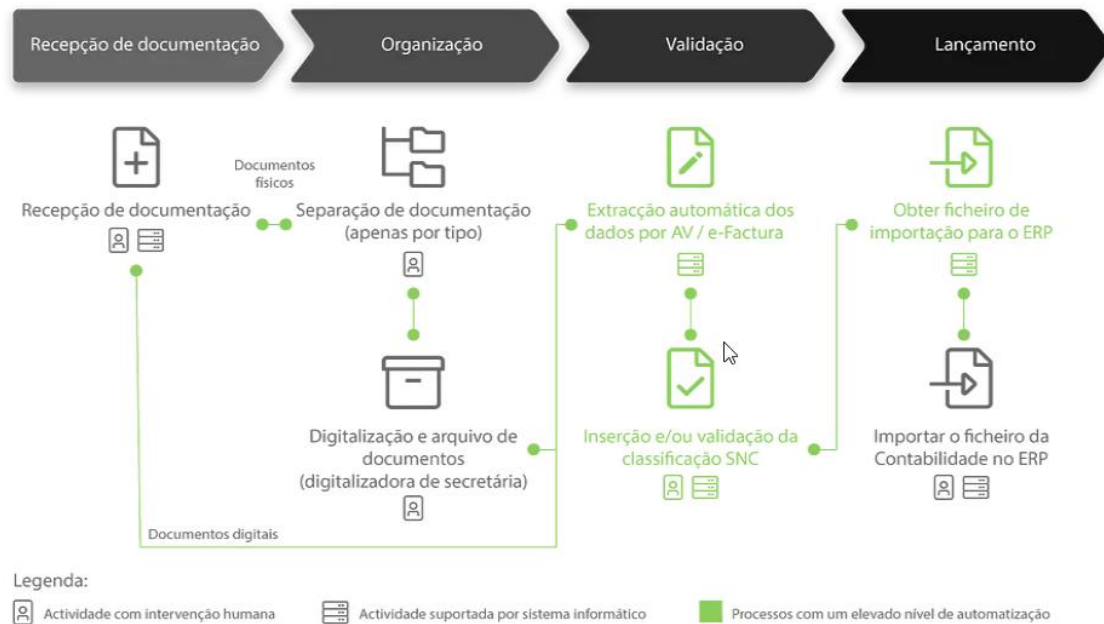 Recepção de documentação
Organização
Validação
Lançamento
Documentos
físicos
Recepção de documentação
Separação de documentação
(apenas por tipo)
Extracção automática dos
dados por AV / e-Factura
Obter ficheiro de
importação para o ERP
Digitalização e arquivo de
documentos
(digitalizadora de secretária)
Inserção e/ou validação da
classificação SNC
Importar o ficheiro da
Contabilidade no ERP
Documentos digitais
Legenda:
Actividade com intervenção humana
Actividade suportada por sistema informático
Processos com um elevado nível de automatização